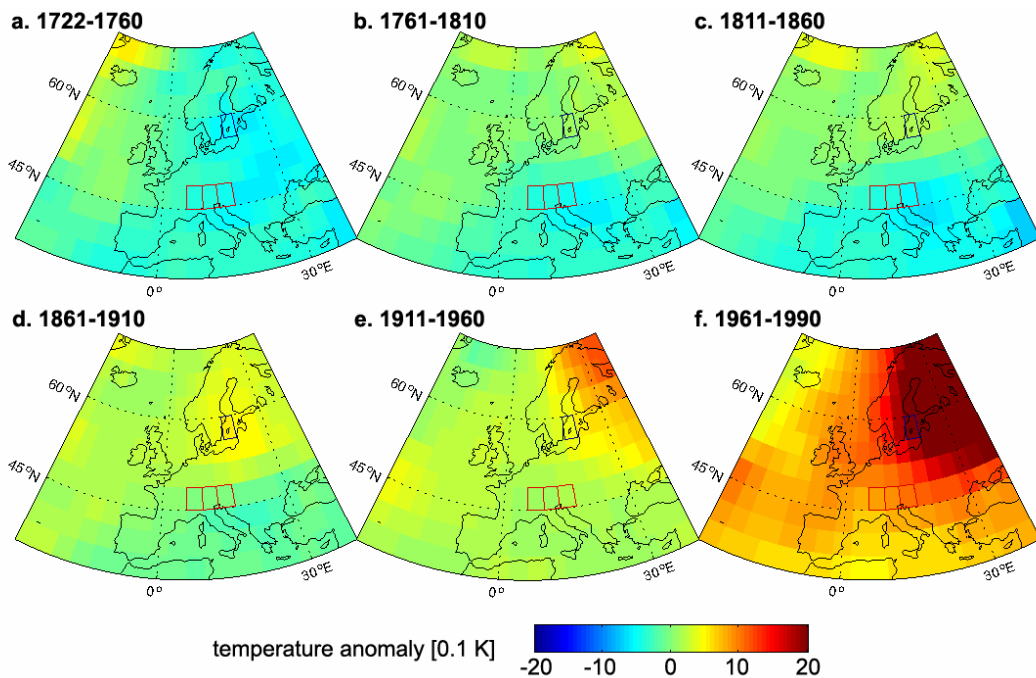 a. 1722-1760
b. 1761-1810
c. 1811-1860
60°N
45°N
0°
30°E
60°N
45°N
0°
30°E
60°N
45°N
0°
30°E
d. 1861-1910
e. 1911-1960
f. 1961-1990
60°N
45°N
0°
30°E
60°N
45°N
0°
30°E
60°N
45°N
0°
30°E
temperature anomaly [0.1 K]
-20 -10 0 10 20